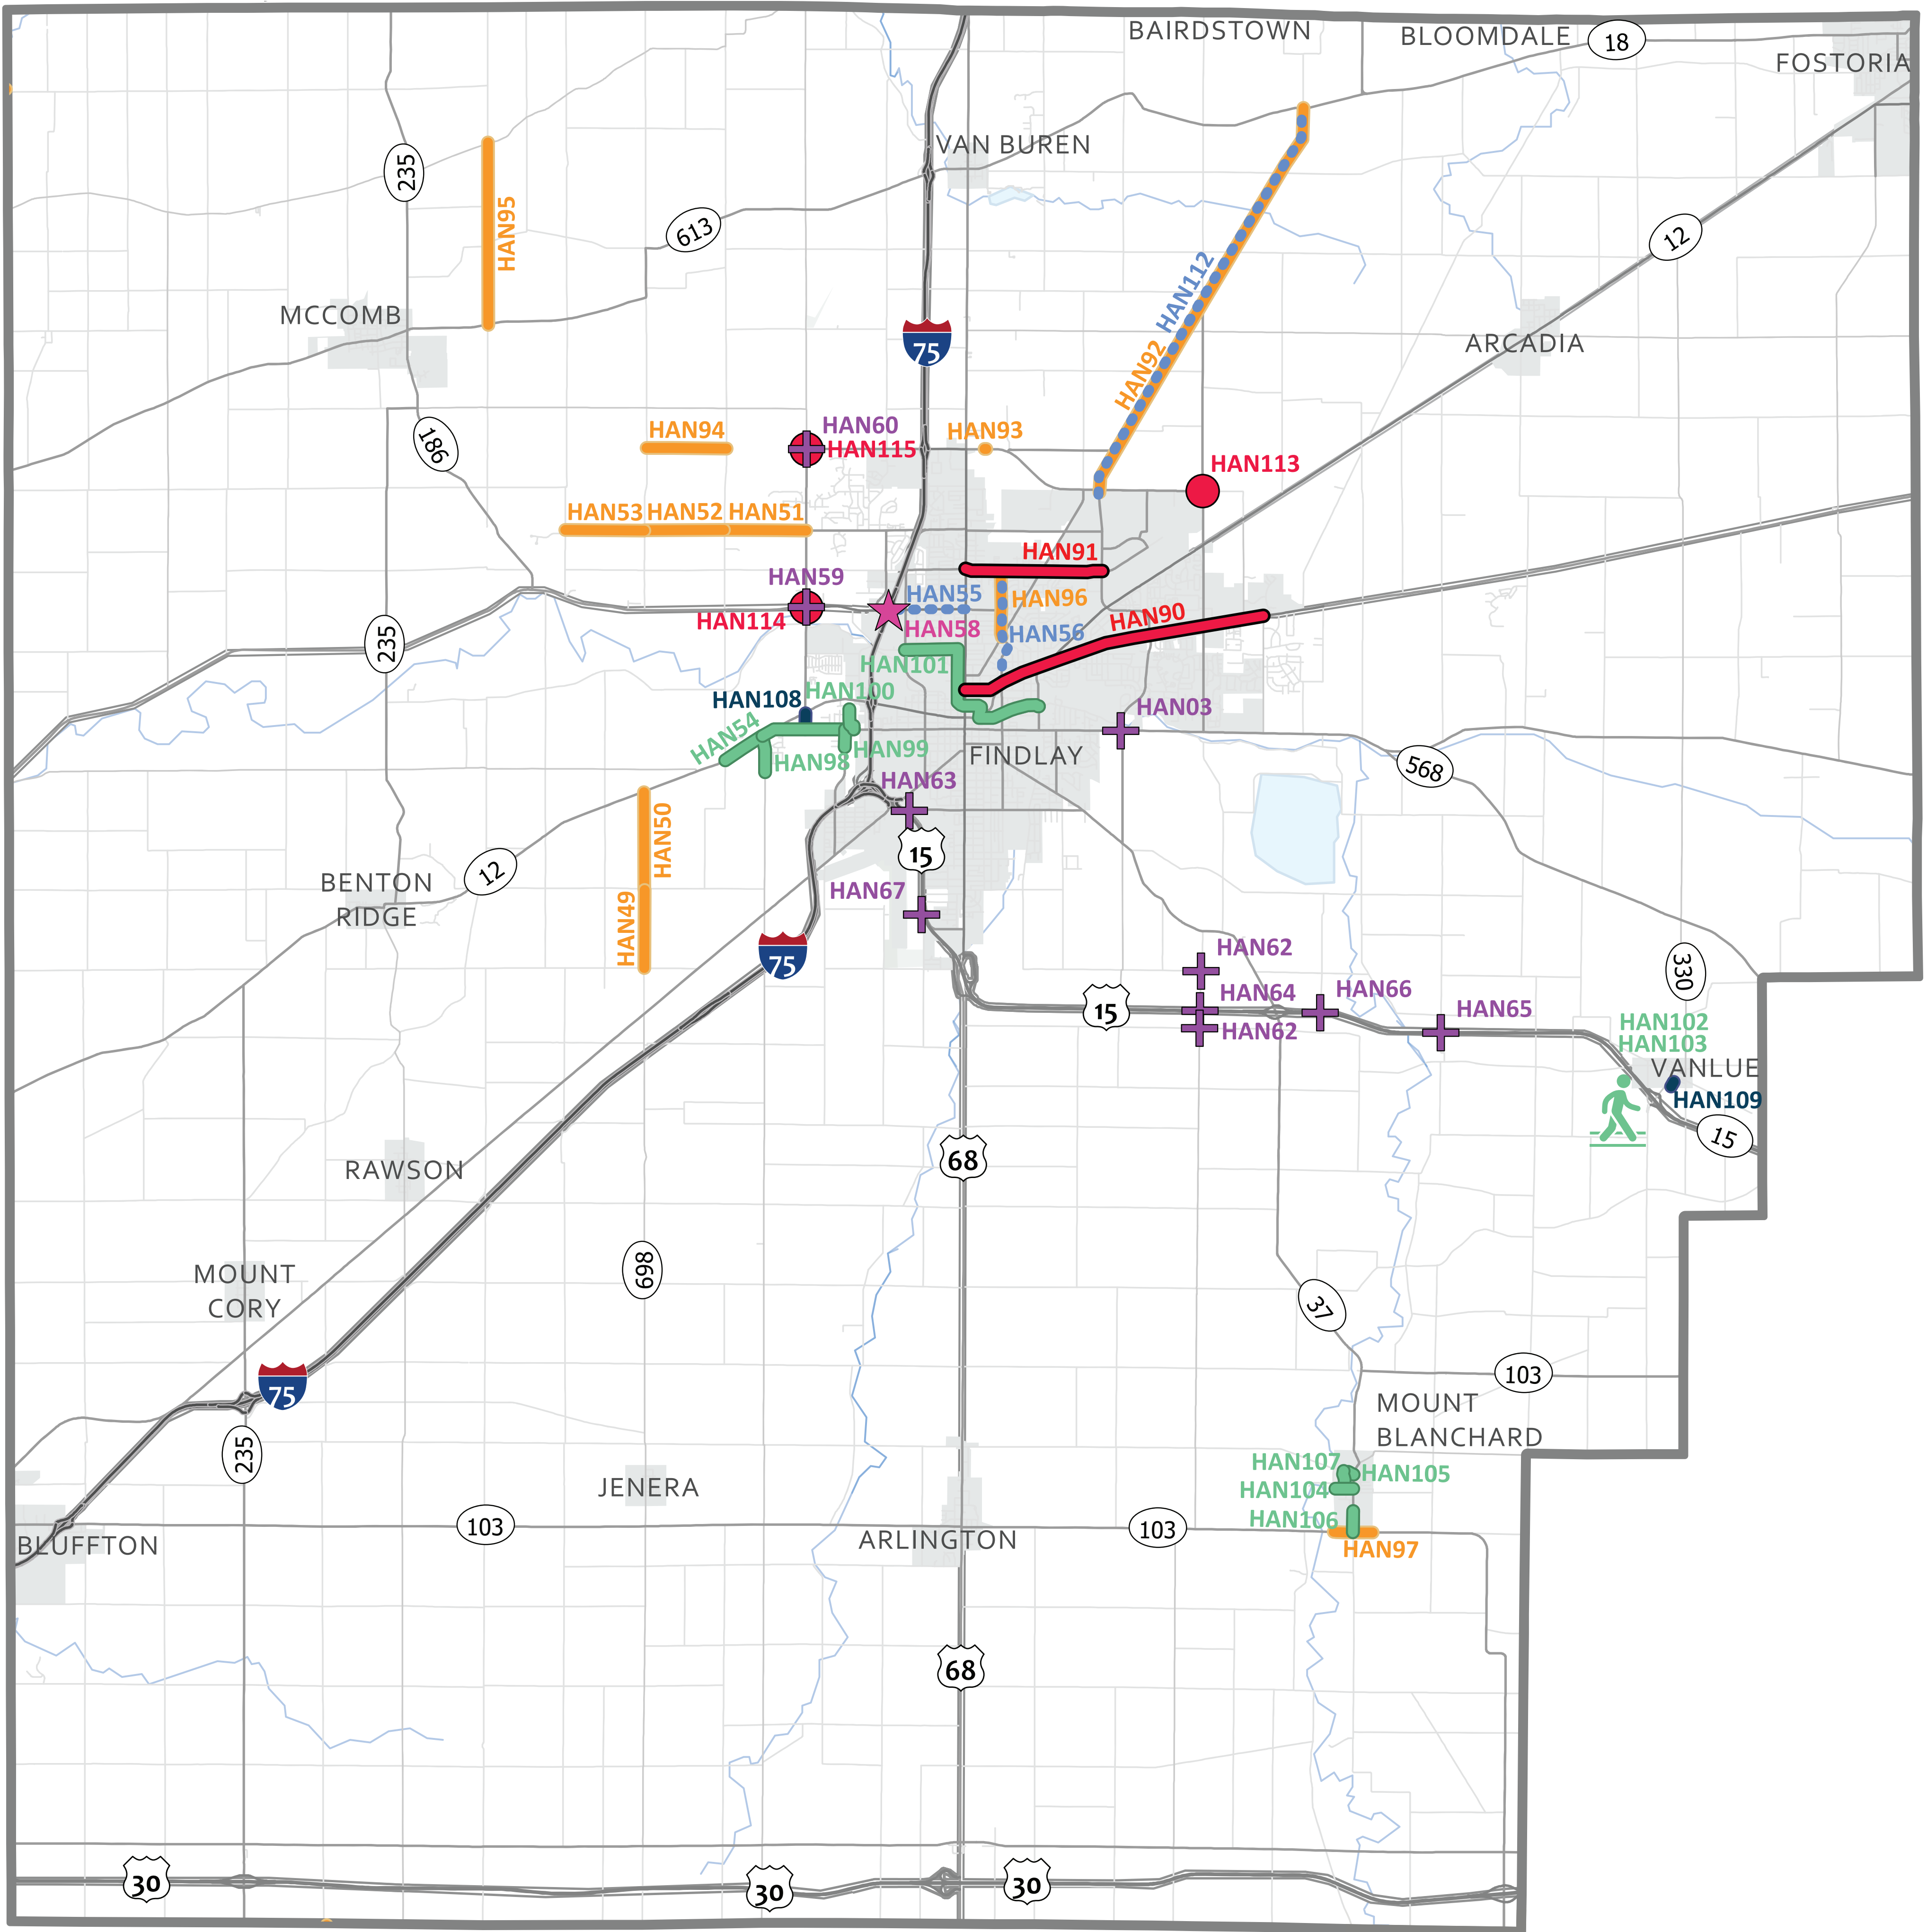 BAIRDSTOWN
BLOOMDALE
18
FOSTORIA
VAN BUREN
235
HAN95
613
12
HAN112
MCCOMB
75
ARCADIA
HAN92
186
HAN94
HAN60
HAN115
HAN93
HAN113
HAN53
HAN52
HAN51
HAN91
HAN59
HAN55
HAN96
HAN114
HAN58
HAN56
HAN90
235
HAN101
HAN108
HAN100
HAN03
HAN54
HAN98
HAN99
FINDLAY
568
HAN63
HAN50
15
12
BENTON
RIDGE
HAN67
HAN49
75
HAN62
330
HAN64
HAN66
15
HAN65
HAN62
HAN102
HAN103
VANLUE
HAN109
15
68
RAWSON
698
MOUNT
CORY
37
75
103
MOUNT
BLANCHARD
235
HAN107
HAN105
JENERA
HAN104
HAN106
103
103
BLUFFTON
ARLINGTON
HAN97
68
30
30
30